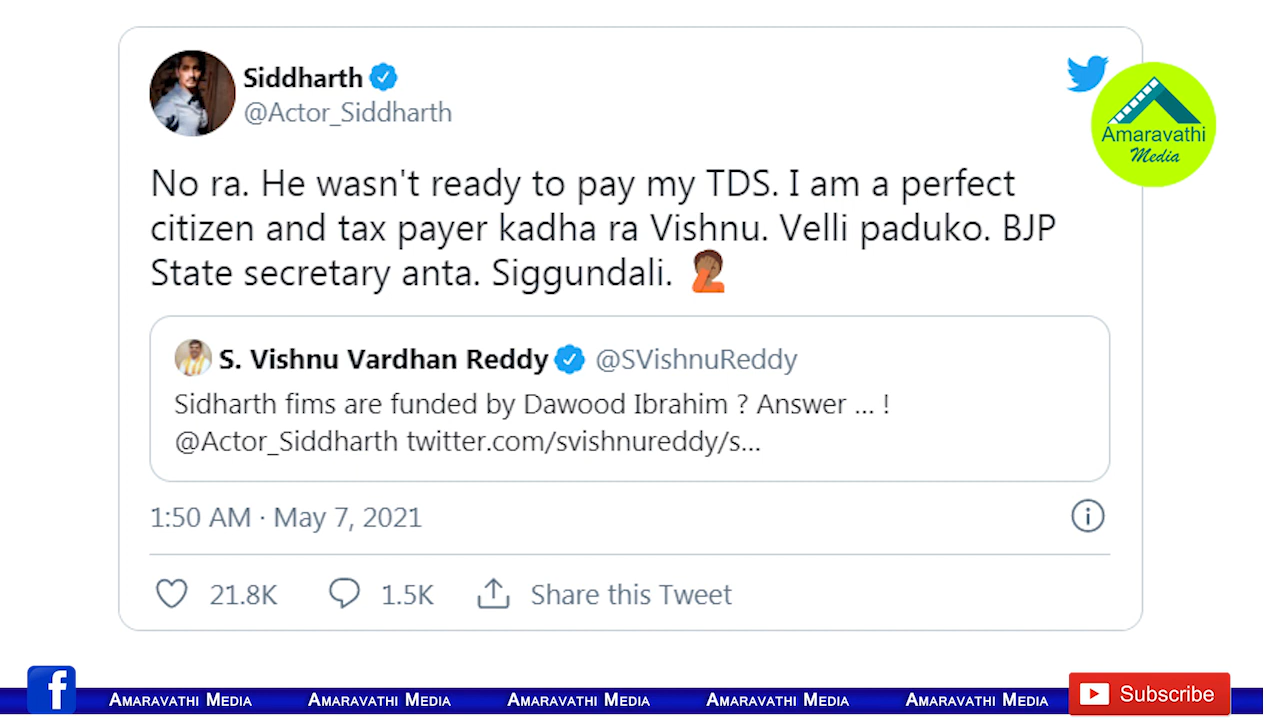 Siddharth
@Actor_Siddharth
Amaravathi
Media
No ra. He wasn't ready to pay my TDS. I am a perfect
citizen and tax payer kadha ra Vishnu. Velli paduko. BJP
State secretary anta. Siggundali.
S. Vishnu Vardhan Reddy @SVishnuReddy
Sidharth fims are funded by Dawood Ibrahim ? Answer ... !
@Actor_Siddharth twitter.com/svishnureddy/s...
1:50 AM · May 7, 2021
21.8K 1.5K Share this Tweet
f Amaravathi Media Amaravathi Media Amaravathi Media Amaravathi Media Amaravathi Media Subscribe